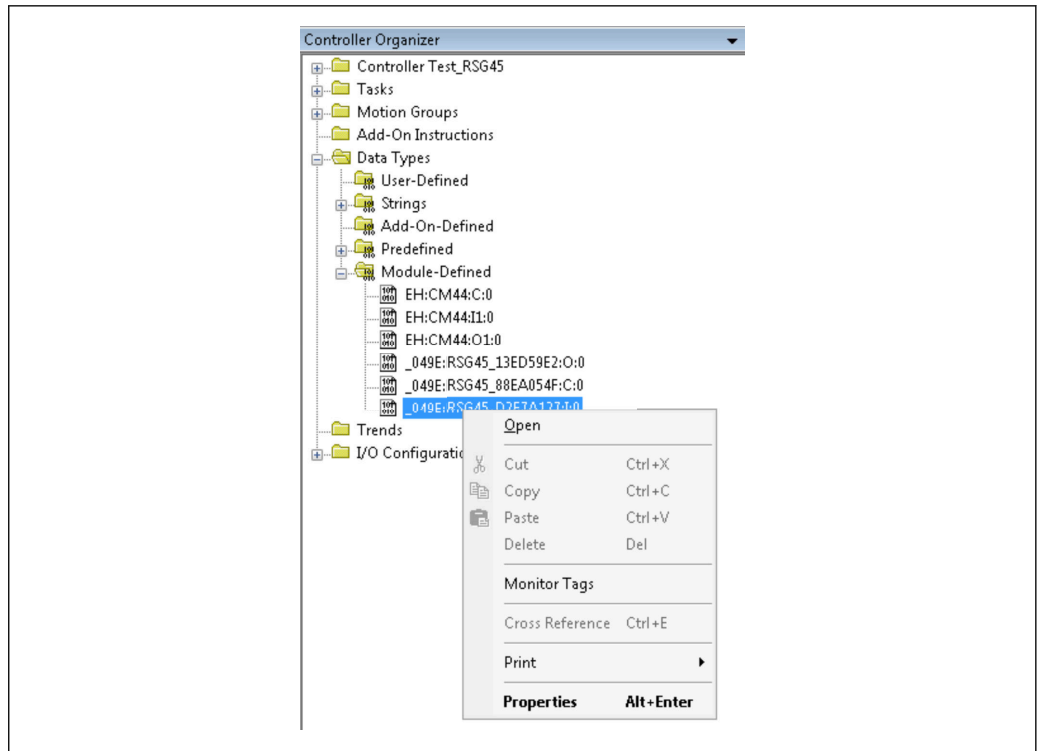 Controller Organizer
Controller Test_RSG45
Tasks
Motion Groups
Add-On Instructions
Data Types
User-Defined
Strings
Add-On-Defined
Predefined
Module-Defined
EH:CM44:C:0
EH:CM44:I1:0
EH:CM44:O1:0
_049E:RSG45_13ED59E2:O:0
_049E:RSG45_88EA054F:C:0
_049E:RSG45_D2E7A127:I:0
Trends
I/O Configuratio
Open
Cut Ctrl+X
Copy Ctrl+C
Paste Ctrl+V
Delete Del
Monitor Tags
Cross Reference Ctrl+E
Print
Properties Alt+Enter